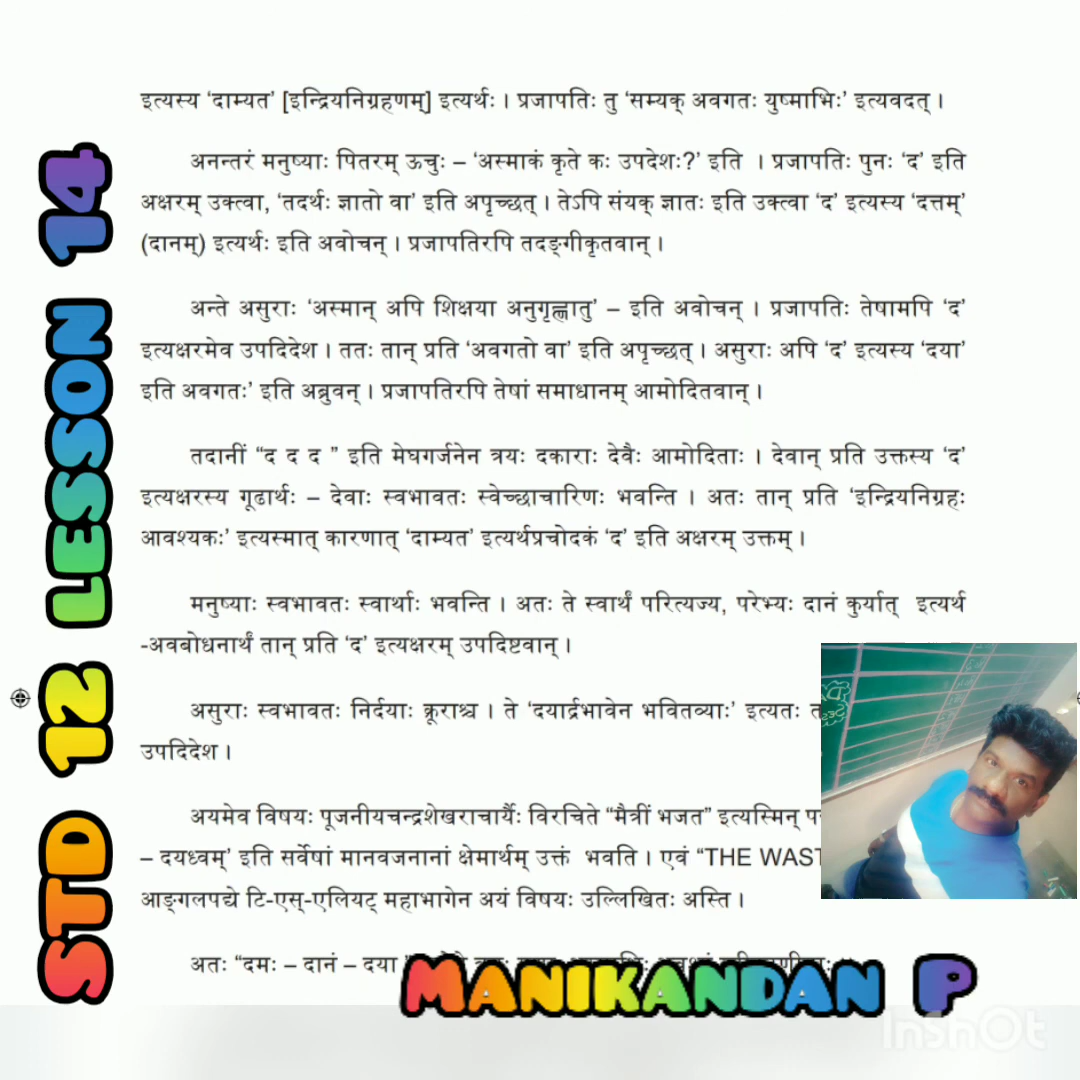 इत्यस्य ‘दाम्यत’ [इन्द्रियनिग्रहणम्] इत्यर्थः । प्रजापतिः तु ‘सम्यक् अवगतः युष्माभिः’ इत्यवदत् ।
अनन्तरं मनुष्याः पितरम् ऊचुः – ‘अस्माकं कृते कः उपदेशः?’ इति । प्रजापतिः पुनः ‘द’ इति
अक्षरम् उक्त्वा, ‘तदर्थः ज्ञातो वा’ इति अपृच्छत् । तेऽपि संयक् ज्ञातः इति उक्त्वा ‘द’ इत्यस्य ‘दत्तम्’
(दानम्) इत्यर्थः इति अवोचन् । प्रजापतिरपि तदङ्गीकृतवान् ।
अन्ते असुराः ‘अस्मान् अपि शिक्षया अनुगृह्णातु’ – इति अवोचन् । प्रजापतिः तेषामपि ‘द’
इत्यक्षरमेव उपदिदेश । ततः तान् प्रति ‘अवगतो वा’ इति अपृच्छत् । असुराः अपि ‘द’ इत्यस्य ‘दया’
इति अवगतः’ इति अब्रुवन् । प्रजापतिरपि तेषां समाधानम् आमोदितवान् ।
तदानीं “द द द ” इति मेघगर्जनेन त्रयः दकाराः देवैः आमोदिताः । देवान् प्रति उक्तस्य ‘द’
इत्यक्षरस्य गूढार्थः – देवाः स्वभावतः स्वेच्छाचारिणः भवन्ति । अतः तान् प्रति ‘इन्द्रियनिग्रहः
आवश्यकः’ इत्यस्मात् कारणात् ‘दाम्यत’ इत्यर्थप्रचोदकं ‘द’ इति अक्षरम् उक्तम् ।
मनुष्याः स्वभावतः स्वार्थाः भवन्ति । अतः ते स्वार्थं परित्यज्य, परेभ्यः दानं कुर्यात् इत्यर्थ
-अवबोधनार्थं तान् प्रति ‘द’ इत्यक्षरम् उपदिष्टवान् ।
असुराः स्वभावतः निर्दयाः क्रूराश्च । ते ‘दयार्द्रभावेन भवितव्याः’ इत्यतः
उपदिदेश ।
अयमेव विषयः पूजनीयचन्द्रशेखराचार्यैः विरचिते “मैत्रीं भजत” इत्यस्मिन्
– दयध्वम्’ इति सर्वेषां मानवजनानां क्षेमार्थम् उक्तं भवति । एवं “THE
आङ्गलपद्ये टि-एस्-एलियट् महाभागेन अयं विषयः उल्लिखितः अस्ति ।
अतः “दमः – दानं – दया
STD 12 LESSON 14
MANIKANDAN P
InShOt